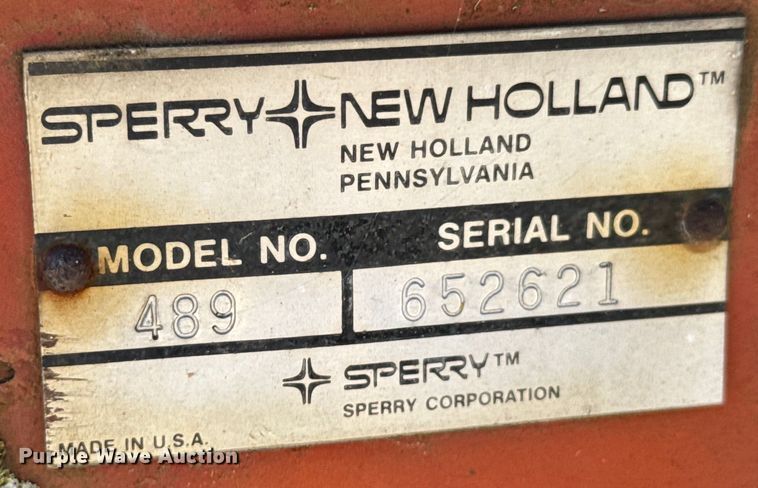 SPERRY NEW HOLLAND™
NEW HOLLAND
PENNSYLVANIA
MODEL NO. SERIAL NO.
489 652621
SPERRY™
SPERRY CORPORATION
MADE IN U.S.A.
Purple Wave Auction